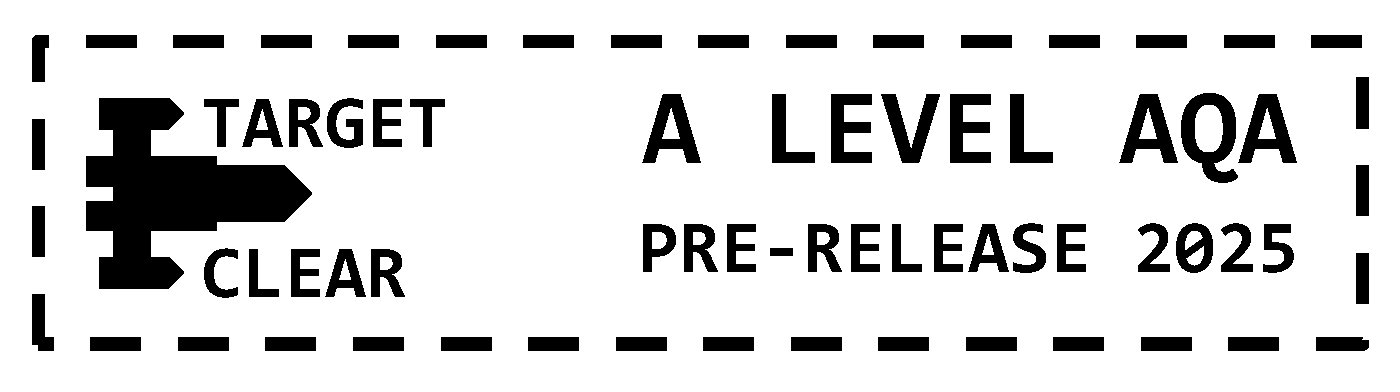 TARGET
CLEAR
A LEVEL AQA
PRE-RELEASE 2025